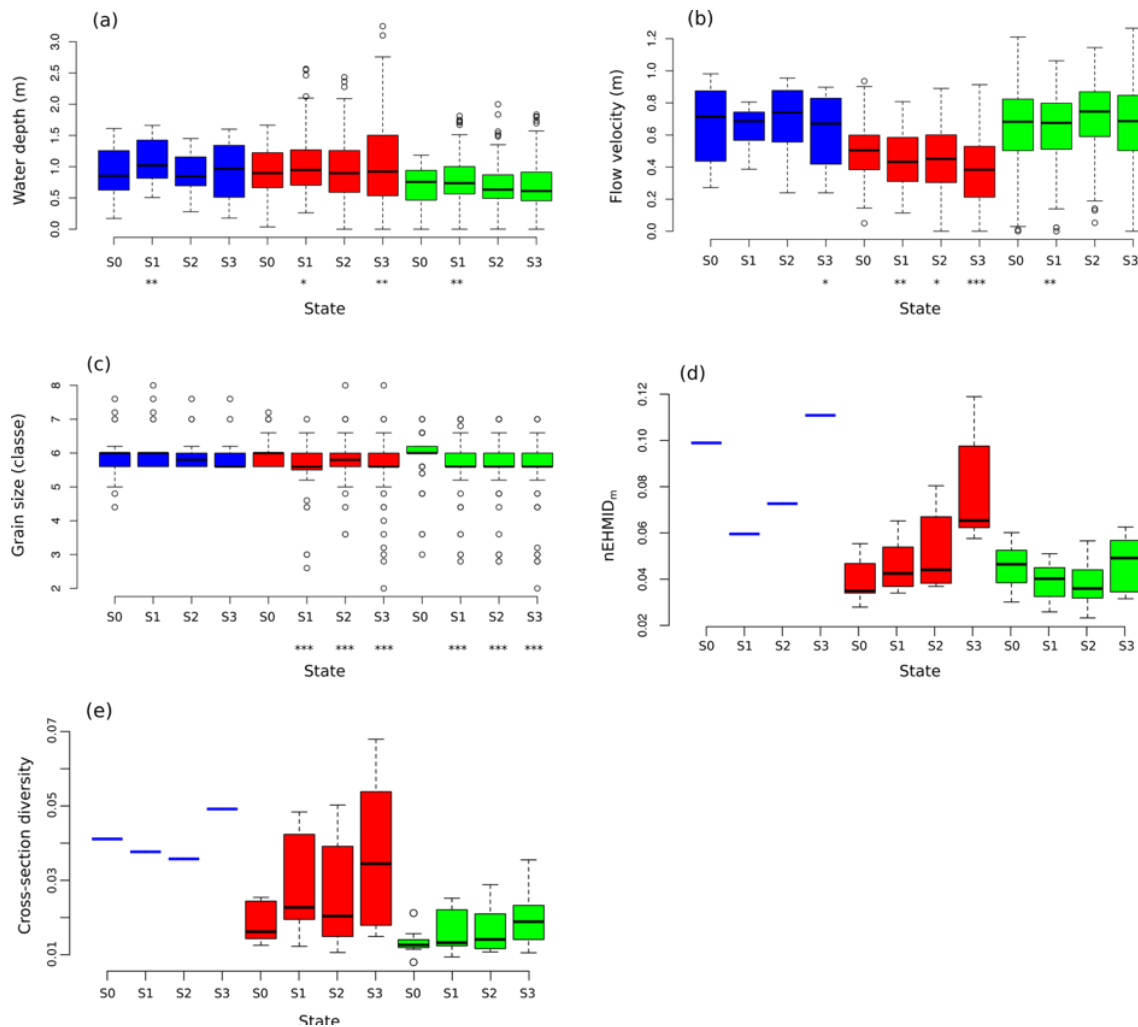 (a)
Water depth (m)
0.0 0.5 1.0 1.5 2.0 2.5 3.0
S0 S1 S2 S3 S0 S1 S2 S3 S0 S1 S2 S3
** * ** **
State
(b)
Flow velocity (m)
0.0 0.2 0.4 0.6 0.8 1.0 1.2
S0 S1 S2 S3 S0 S1 S2 S3 S0 S1 S2 S3
* ** * *** **
State
(c)
Grain size (classe)
2 3 4 5 6 7 8
S0 S1 S2 S3 S0 S1 S2 S3 S0 S1 S2 S3
*** *** *** *** *** ***
State
(d)
nEHMIDm
0.02 0.04 0.06 0.08 0.10 0.12
S0 S1 S2 S3 S0 S1 S2 S3 S0 S1 S2 S3
State
(e)
Cross-section diversity
0.01 0.03 0.05 0.07
S0 S1 S2 S3 S0 S1 S2 S3 S0 S1 S2 S3
State